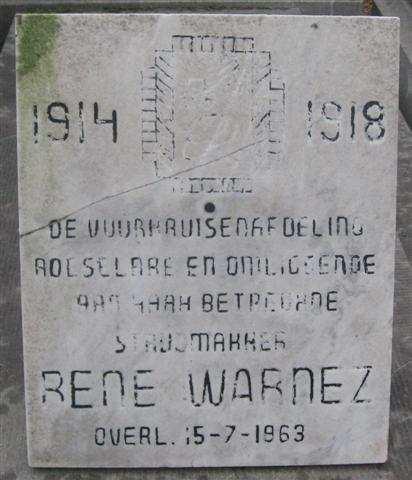 1914 1918
DE VUURKRUISENAFDELING
ROESELARE EN OMLIGGENDE
AAN HAAR BETREURDE
STRIJDMAKKER
RENE WARNEZ
OVERL. 15-7-1963